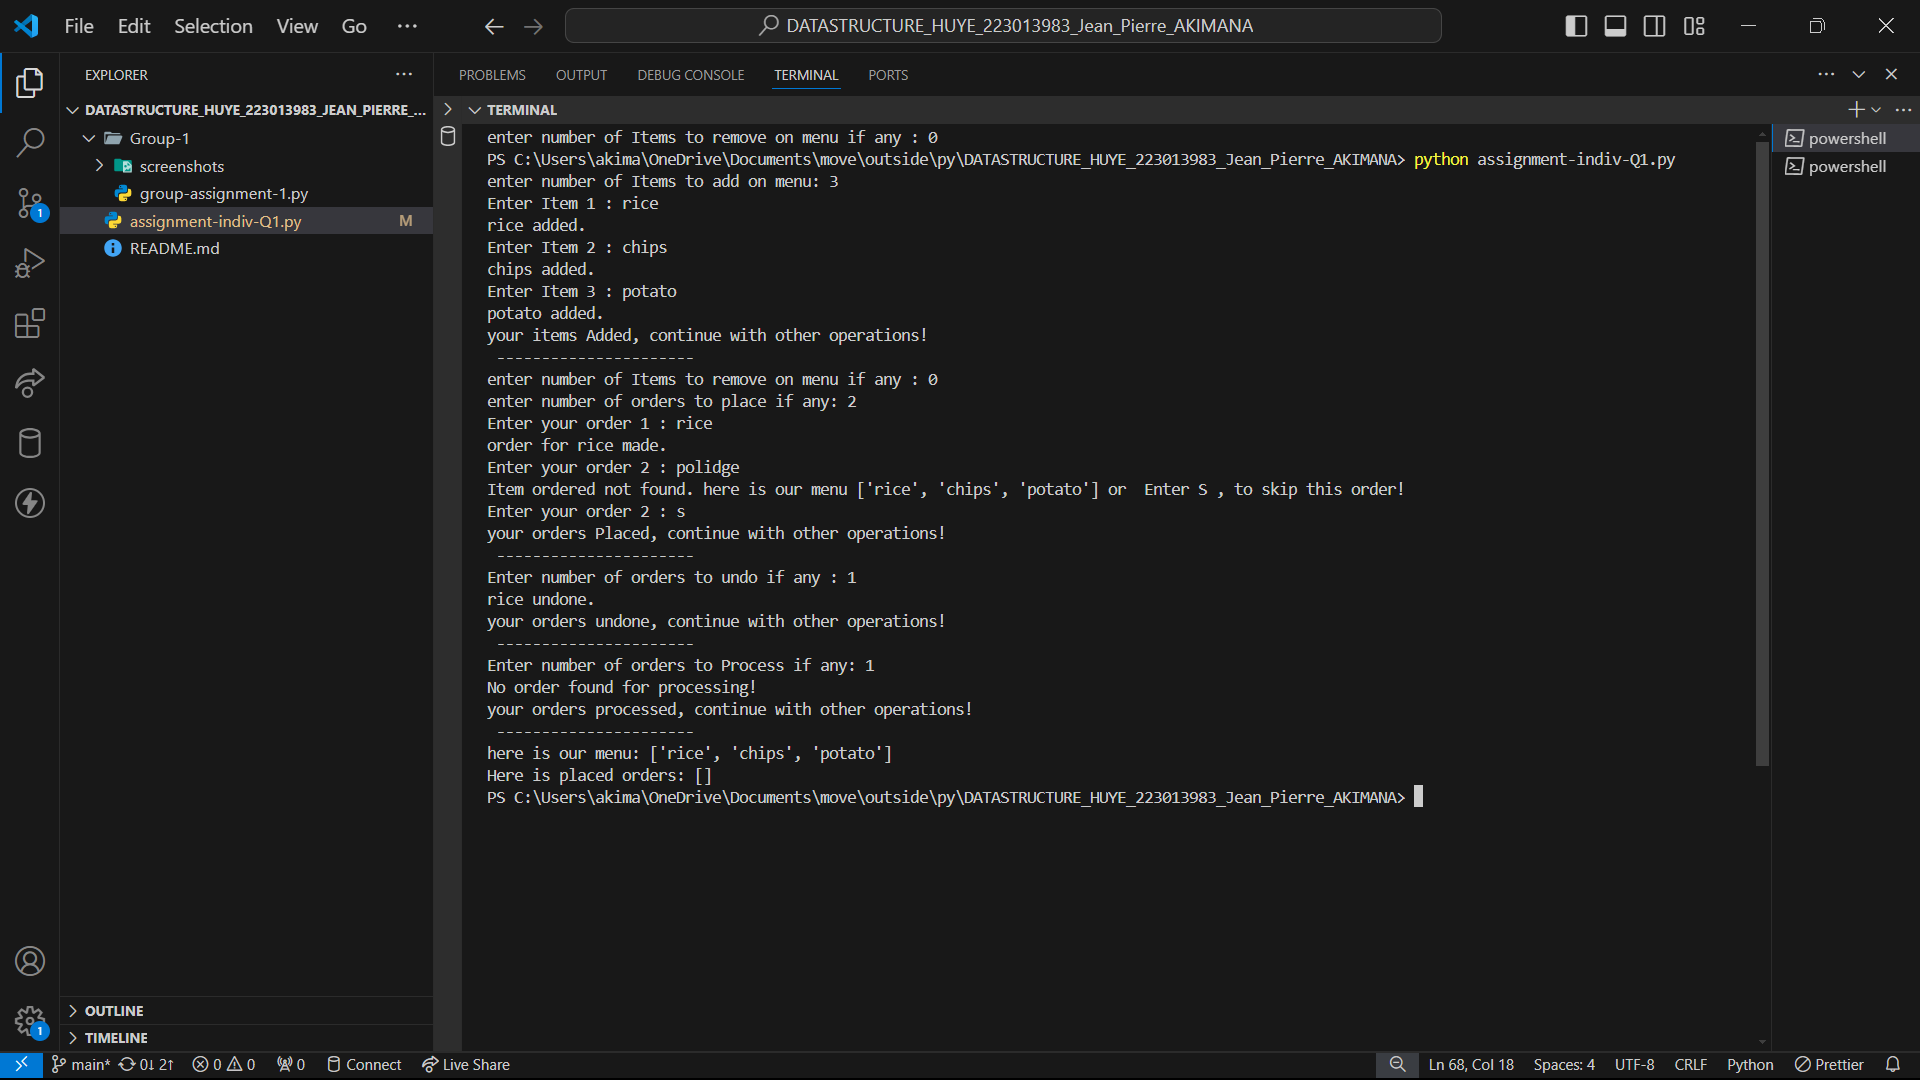 File Edit Selection View Go ···
DATASTRUCTURE_HUYE_223013983_Jean_Pierre_AKIMANA
EXPLORER
DATASTRUCTURE_HUYE_223013983_JEAN_PIERRE_...
Group-1
screenshots
group-assignment-1.py
assignment-indiv-Q1.py M
README.md
OUTLINE
TIMELINE
1
1
PROBLEMS OUTPUT DEBUG CONSOLE TERMINAL PORTS
TERMINAL
enter number of Items to remove on menu if any : 0
PS C:\Users\akima\OneDrive\Documents\move\outside\py\DATASTRUCTURE_HUYE_223013983_Jean_Pierre_AKIMANA> python assignment-indiv-Q1.py
enter number of Items to add on menu: 3
Enter Item 1 : rice
rice added.
Enter Item 2 : chips
chips added.
Enter Item 3 : potato
potato added.
your items Added, continue with other operations!
----------------------
enter number of Items to remove on menu if any : 0
enter number of orders to place if any: 2
Enter your order 1 : rice
order for rice made.
Enter your order 2 : polidge
Item ordered not found. here is our menu ['rice', 'chips', 'potato'] or  Enter S , to skip this order!
Enter your order 2 : s
your orders Placed, continue with other operations!
----------------------
Enter number of orders to undo if any : 1
rice undone.
your orders undone, continue with other operations!
----------------------
Enter number of orders to Process if any: 1
No order found for processing!
your orders processed, continue with other operations!
----------------------
here is our menu: ['rice', 'chips', 'potato']
Here is placed orders: []
PS C:\Users\akima\OneDrive\Documents\move\outside\py\DATASTRUCTURE_HUYE_223013983_Jean_Pierre_AKIMANA>
powershell
powershell
main* 0↓ 2↑ 0 0 0 Connect Live Share Ln 68, Col 18 Spaces: 4 UTF-8 CRLF Python Prettier